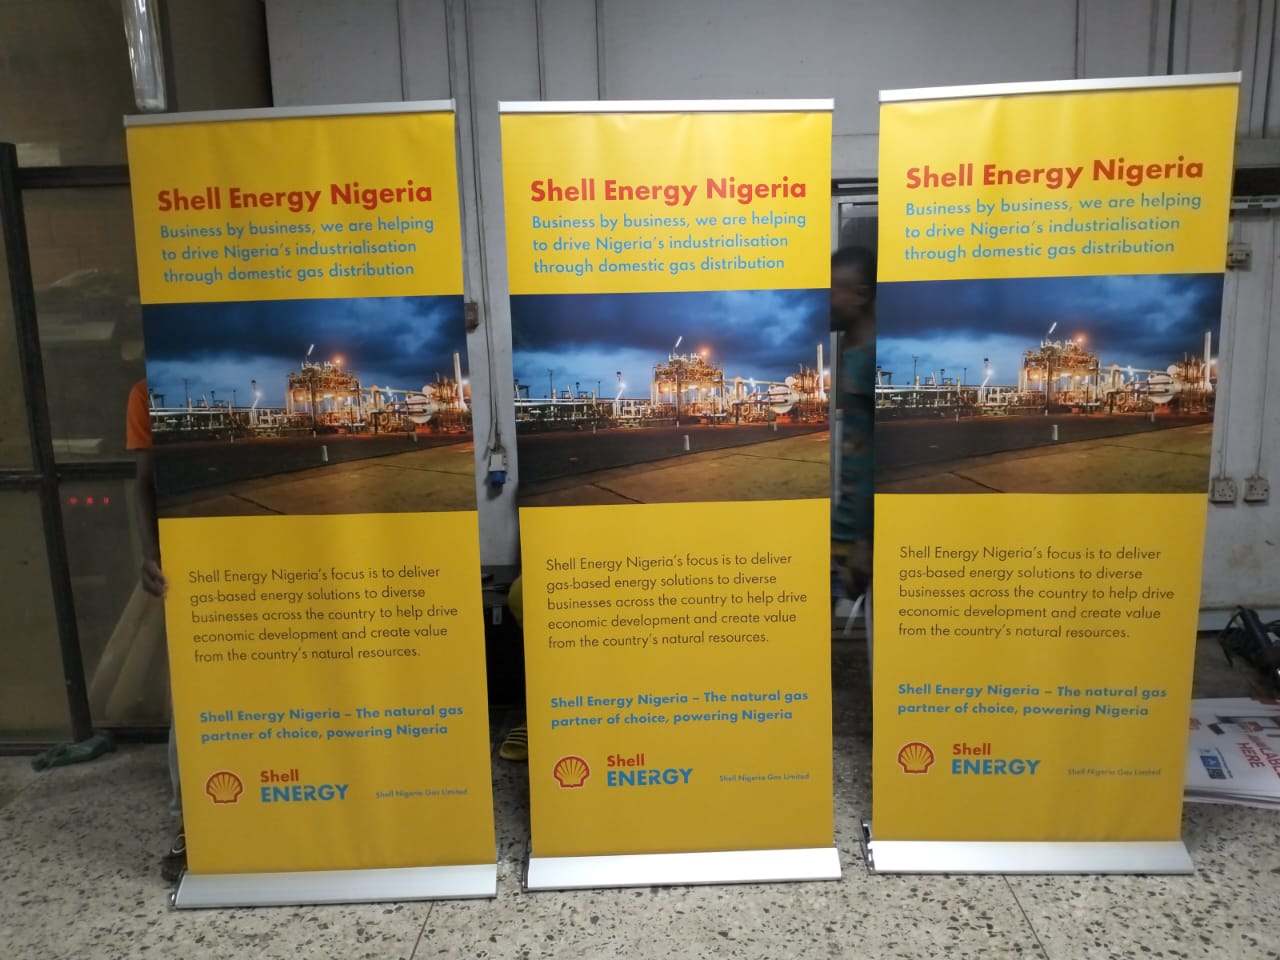 Shell Energy Nigeria
Business by business, we are helping
to drive Nigeria's industrialisation
through domestic gas distribution
Shell Energy Nigeria's focus is to deliver
gas-based energy solutions to diverse
businesses across the country to help drive
economic development and create value
from the country's natural resources.
Shell Energy Nigeria – The natural gas
partner of choice, powering Nigeria
Shell
ENERGY
Shell Nigeria Gas Limited
Shell Energy Nigeria
Business by business, we are helping
to drive Nigeria's industrialisation
through domestic gas distribution
Shell Energy Nigeria's focus is to deliver
gas-based energy solutions to diverse
businesses across the country to help drive
economic development and create value
from the country's natural resources.
Shell Energy Nigeria – The natural gas
partner of choice, powering Nigeria
Shell
ENERGY
Shell Nigeria Gas Limited
Shell Energy Nigeria
Business by business, we are helping
to drive Nigeria's industrialisation
through domestic gas distribution
Shell Energy Nigeria's focus is to deliver
gas-based energy solutions to diverse
businesses across the country to help drive
economic development and create value
from the country's natural resources.
Shell Energy Nigeria – The natural gas
partner of choice, powering Nigeria
Shell
ENERGY
Shell Nigeria Gas Limited
HERE